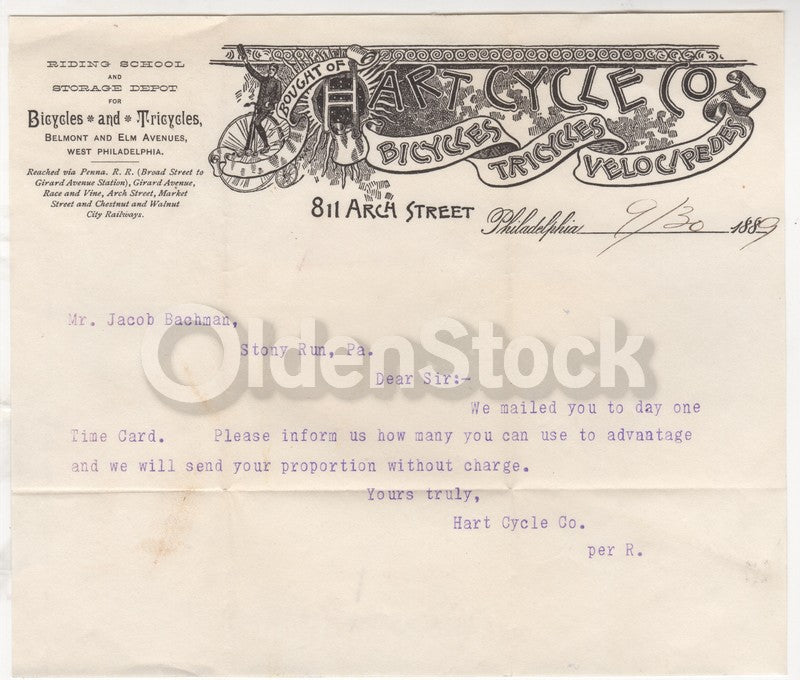 RIDING SCHOOL
AND
STORAGE DEPOT
FOR
Bicycles * and * Tricycles,
BELMONT AND ELM AVENUES,
WEST PHILADELPHIA.
Reached via Penna. R. R. (Broad Street to
Girard Avenue Station), Girard Avenue,
Race and Vine, Arch Street, Market
Street and Chestnut and Walnut
City Railways.
BOUGHT OF
HART CYCLE CO.
BICYCLES
TRICYCLES
VELOCIPEDES
811 ARCH STREET
Philadelphia 9/30 1889
Mr. Jacob Bachman,
Stony Run, Pa.
Dear Sir:-
We mailed you to day one
Time Card. Please inform us how many you can use to advantage
and we will send your proportion without charge.
Yours truly,
Hart Cycle Co.
per R.
OldenStock